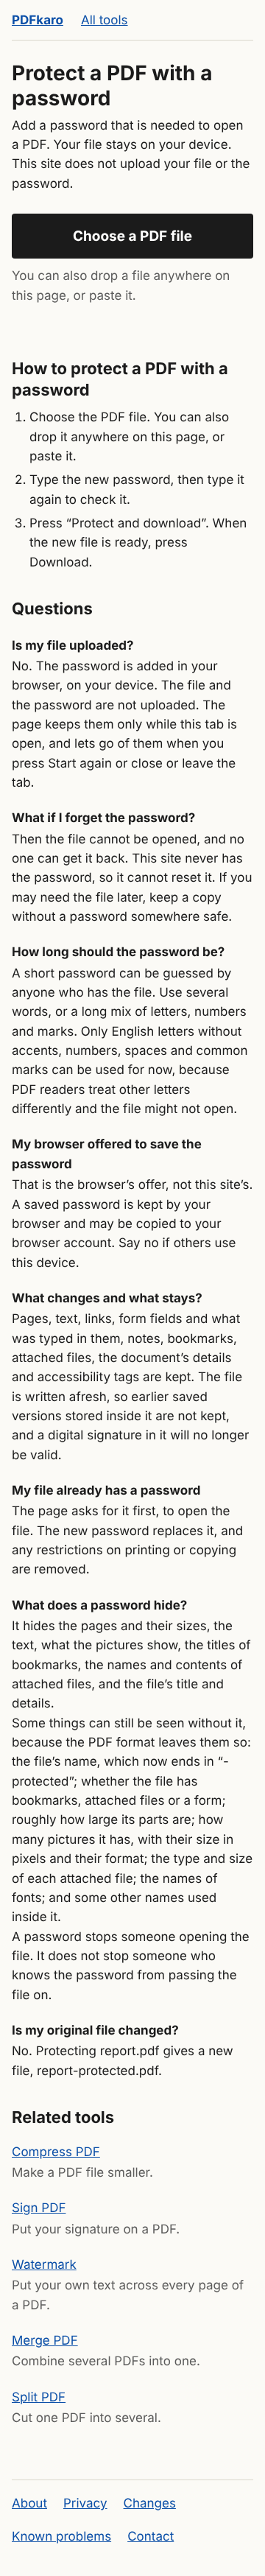 PDFkaro All tools
Protect a PDF with a
password
Add a password that is needed to open
a PDF. Your file stays on your device.
This site does not upload your file or the
password.
Choose a PDF file
You can also drop a file anywhere on
this page, or paste it.
How to protect a PDF with a
password
1. Choose the PDF file. You can also
drop it anywhere on this page, or
paste it.
2. Type the new password, then type it
again to check it.
3. Press “Protect and download”. When
the new file is ready, press
Download.
Questions
Is my file uploaded?
No. The password is added in your
browser, on your device. The file and
the password are not uploaded. The
page keeps them only while this tab is
open, and lets go of them when you
press Start again or close or leave the
tab.
What if I forget the password?
Then the file cannot be opened, and no
one can get it back. This site never has
the password, so it cannot reset it. If you
may need the file later, keep a copy
without a password somewhere safe.
How long should the password be?
A short password can be guessed by
anyone who has the file. Use several
words, or a long mix of letters, numbers
and marks. Only English letters without
accents, numbers, spaces and common
marks can be used for now, because
PDF readers treat other letters
differently and the file might not open.
My browser offered to save the
password
That is the browser’s offer, not this site’s.
A saved password is kept by your
browser and may be copied to your
browser account. Say no if others use
this device.
What changes and what stays?
Pages, text, links, form fields and what
was typed in them, notes, bookmarks,
attached files, the document’s details
and accessibility tags are kept. The file
is written afresh, so earlier saved
versions stored inside it are not kept,
and a digital signature in it will no longer
be valid.
My file already has a password
The page asks for it first, to open the
file. The new password replaces it, and
any restrictions on printing or copying
are removed.
What does a password hide?
It hides the pages and their sizes, the
text, what the pictures show, the titles of
bookmarks, the names and contents of
attached files, and the file’s title and
details.
Some things can still be seen without it,
because the PDF format leaves them so:
the file’s name, which now ends in “-
protected”; whether the file has
bookmarks, attached files or a form;
roughly how large its parts are; how
many pictures it has, with their size in
pixels and their format; the type and size
of each attached file; the names of
fonts; and some other names used
inside it.
A password stops someone opening the
file. It does not stop someone who
knows the password from passing the
file on.
Is my original file changed?
No. Protecting report.pdf gives a new
file, report-protected.pdf.
Related tools
Compress PDF
Make a PDF file smaller.
Sign PDF
Put your signature on a PDF.
Watermark
Put your own text across every page of
a PDF.
Merge PDF
Combine several PDFs into one.
Split PDF
Cut one PDF into several.
About Privacy Changes
Known problems Contact